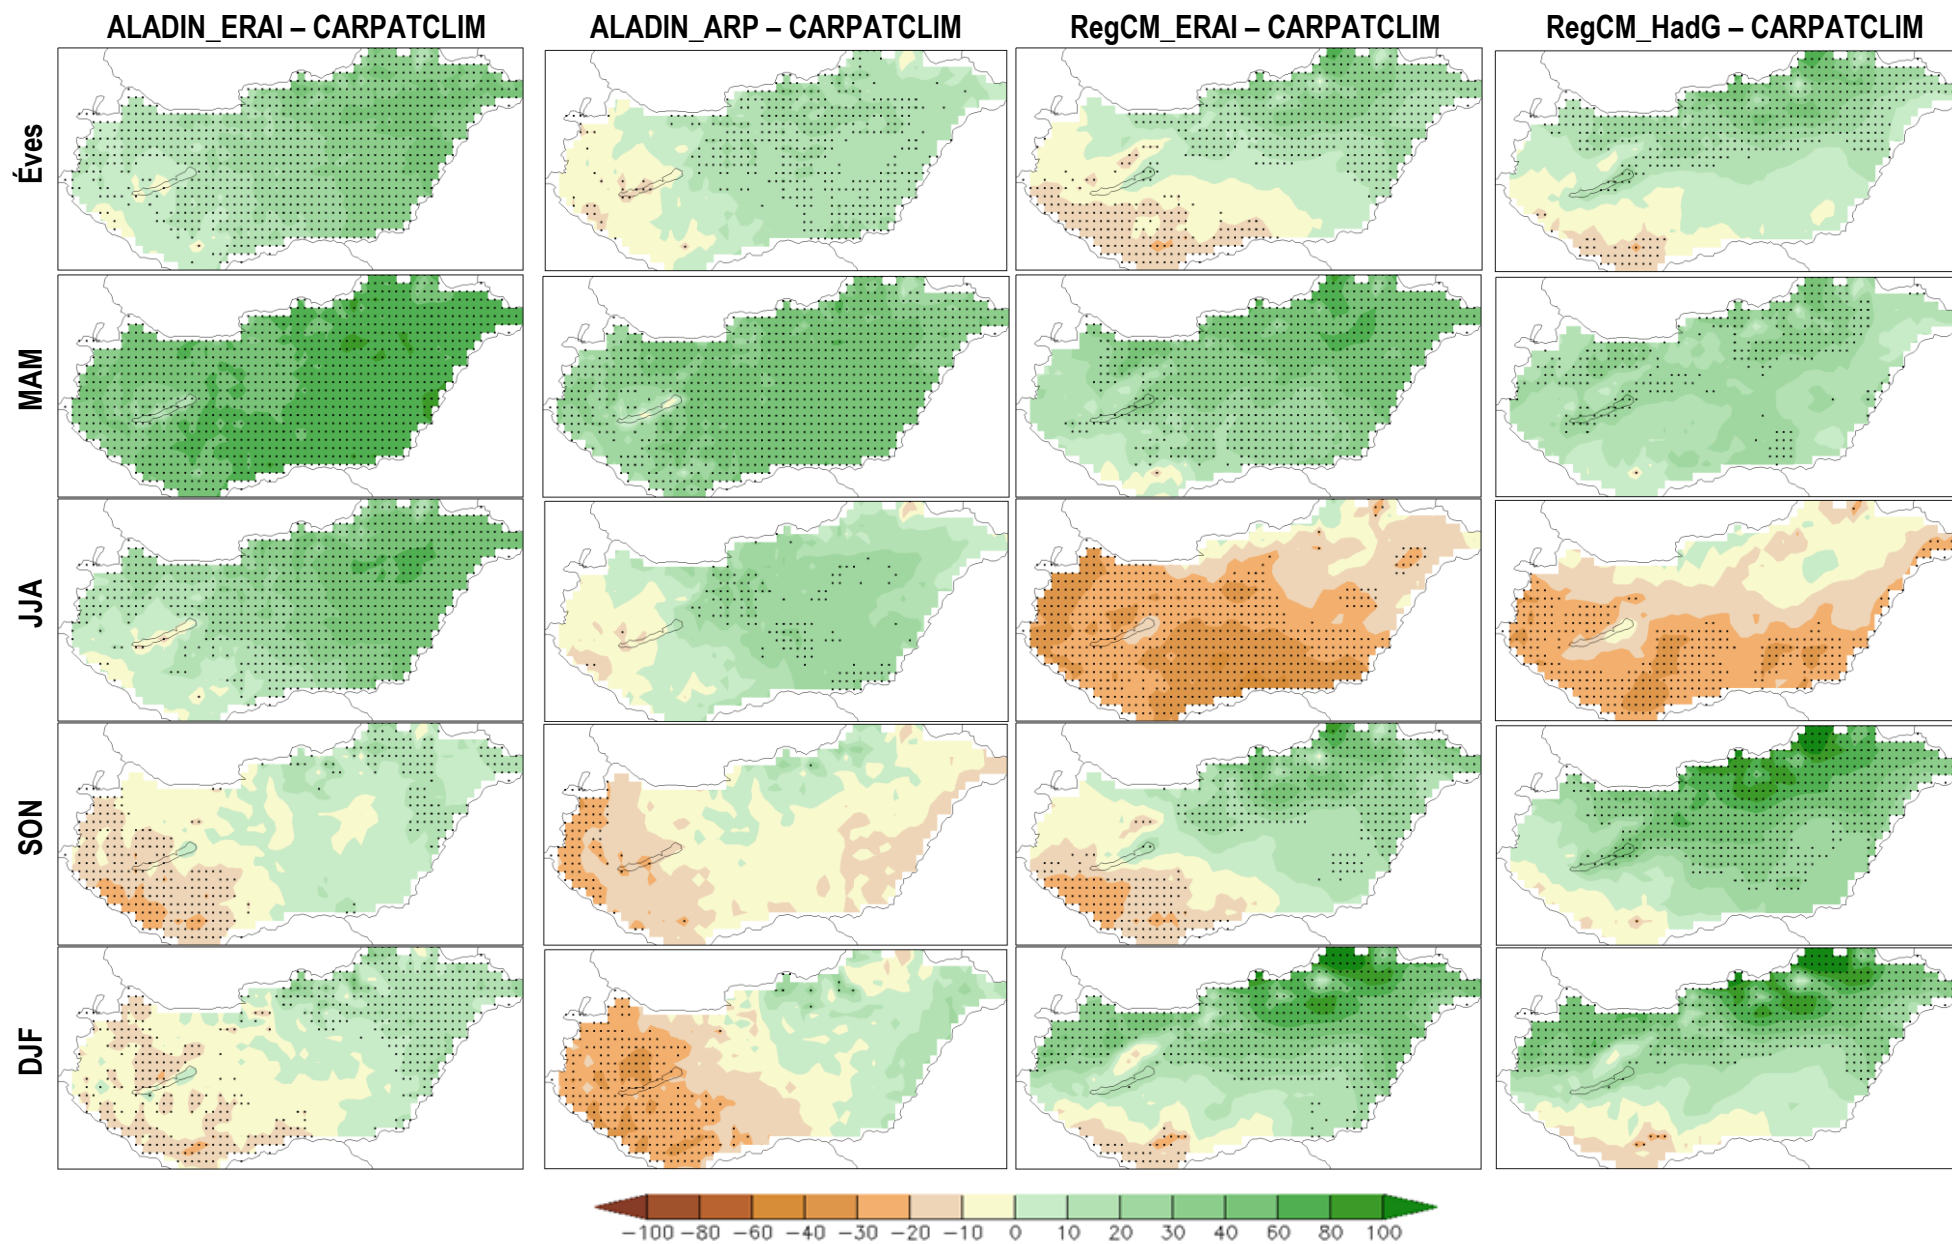 ALADIN_ERAI – CARPATCLIM
ALADIN_ARP – CARPATCLIM
RegCM_ERAI – CARPATCLIM
RegCM_HadG – CARPATCLIM
Éves
MAM
JJA
SON
DJF
−100 −80 −60 −40 −30 −20 −10 0 10 20 30 40 60 80 100